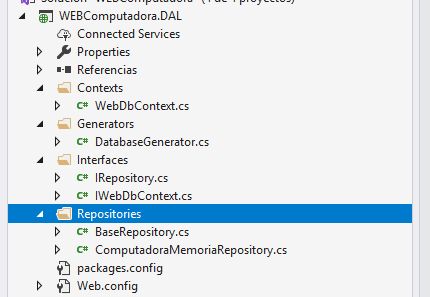 WEBComputadora.DAL
Connected Services
Properties
Referencias
Contexts
C# WebDbContext.cs
Generators
C# DatabaseGenerator.cs
Interfaces
C# IRepository.cs
C# IWebDbContext.cs
Repositories
C# BaseRepository.cs
C# ComputadoraMemoriaRepository.cs
packages.config
Web.config